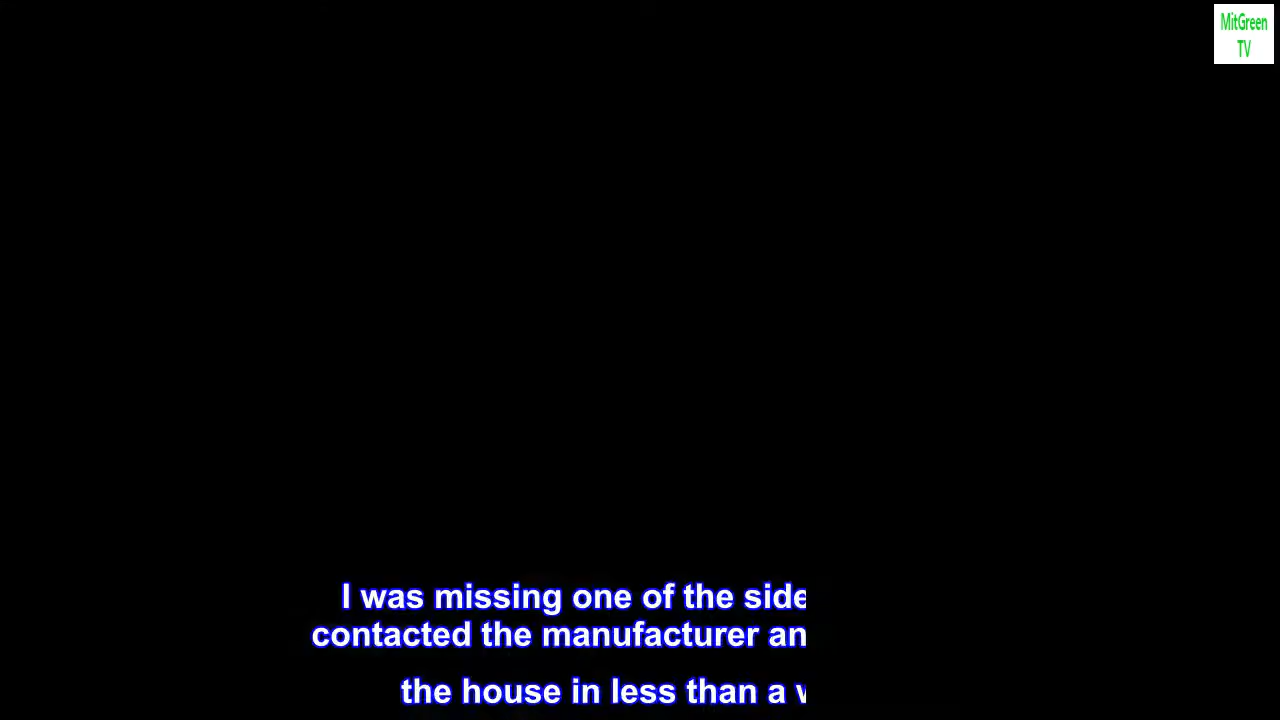 MitGreen
TV
I was missing one of the side
contacted the manufacturer an
the house in less than a